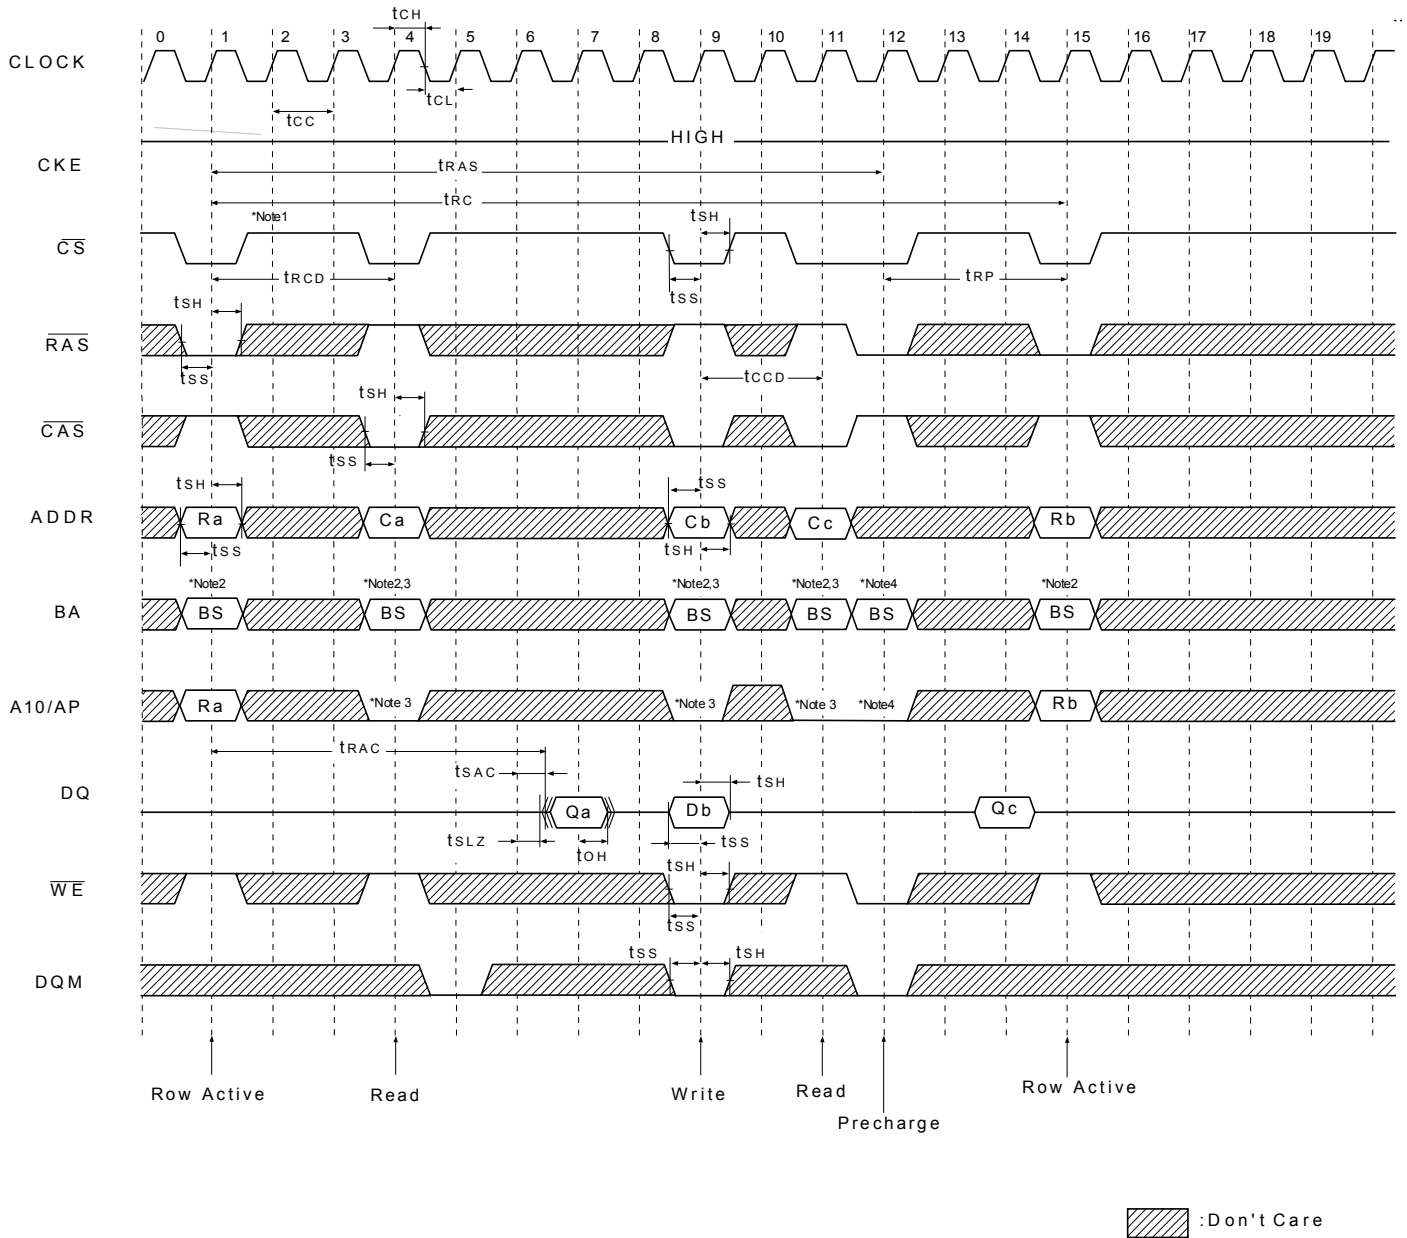 ..
tCH
0 1 2 3 4 5 6 7 8 9 10 11 12 13 14 15 16 17 18 19
CLOCK
tCL
tCC
HIGH
CKE
tRAS
tRC
*Note1
tSH
CS
tRCD
tRP
tSS
tSH
RAS
tSS
tCCD
tSH
CAS
tSS
tSH
tSS
ADDR
Ra Ca Cb Cc Rb
tSS
tSH
*Note2 *Note2,3 *Note2,3 *Note2,3 *Note4 *Note2
BA
BS BS BS BS BS BS
A10/AP
Ra *Note 3 *Note 3 *Note 3 *Note4 Rb
tRAC
tSAC
tSH
DQ
Qa Db Qc
tSLZ
tOH
tSS
tSH
WE
tSS
tSS
tSH
DQM
Row Active Read Write Read Row Active
Precharge
:Don't Care